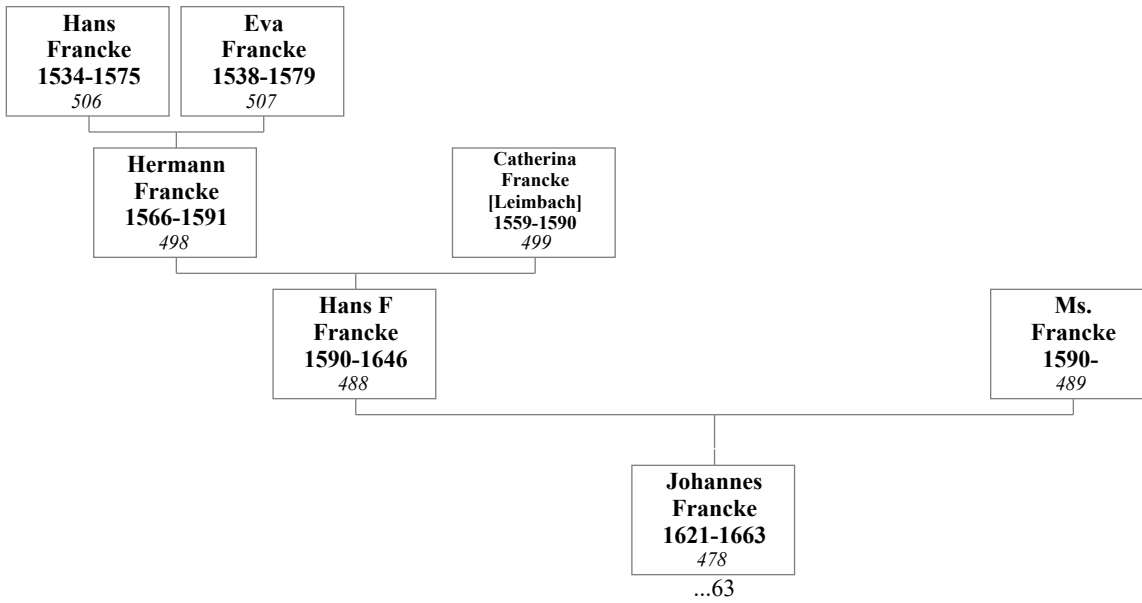 Hans
Francke
1534-1575
506
Eva
Francke
1538-1579
507
Hermann
Francke
1566-1591
498
Catherina
Francke
[Leimbach]
1559-1590
499
Hans F
Francke
1590-1646
488
Ms.
Francke
1590-
489
Johannes
Francke
1621-1663
478
...63